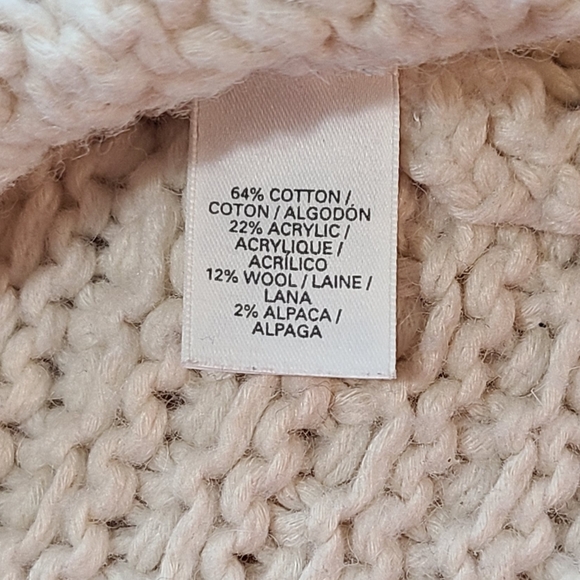 64% COTTON /
COTON / ALGODÓN
22% ACRYLIC /
ACRYLIQUE /
ACRÍLICO
12% WOOL / LAINE /
LANA
2% ALPACA /
ALPAGA